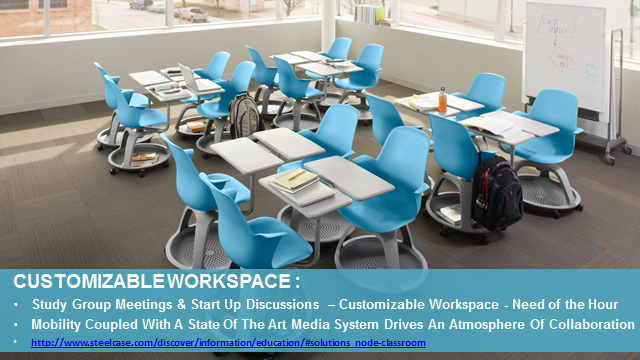 CUSTOMIZABLE WORKSPACE :
• Study Group Meetings & Start Up Discussions – Customizable Workspace - Need of the Hour
• Mobility Coupled With A State Of The Art Media System Drives An Atmosphere Of Collaboration
• http://www.steelcase.com/discover/information/education/#solutions_node-classroom